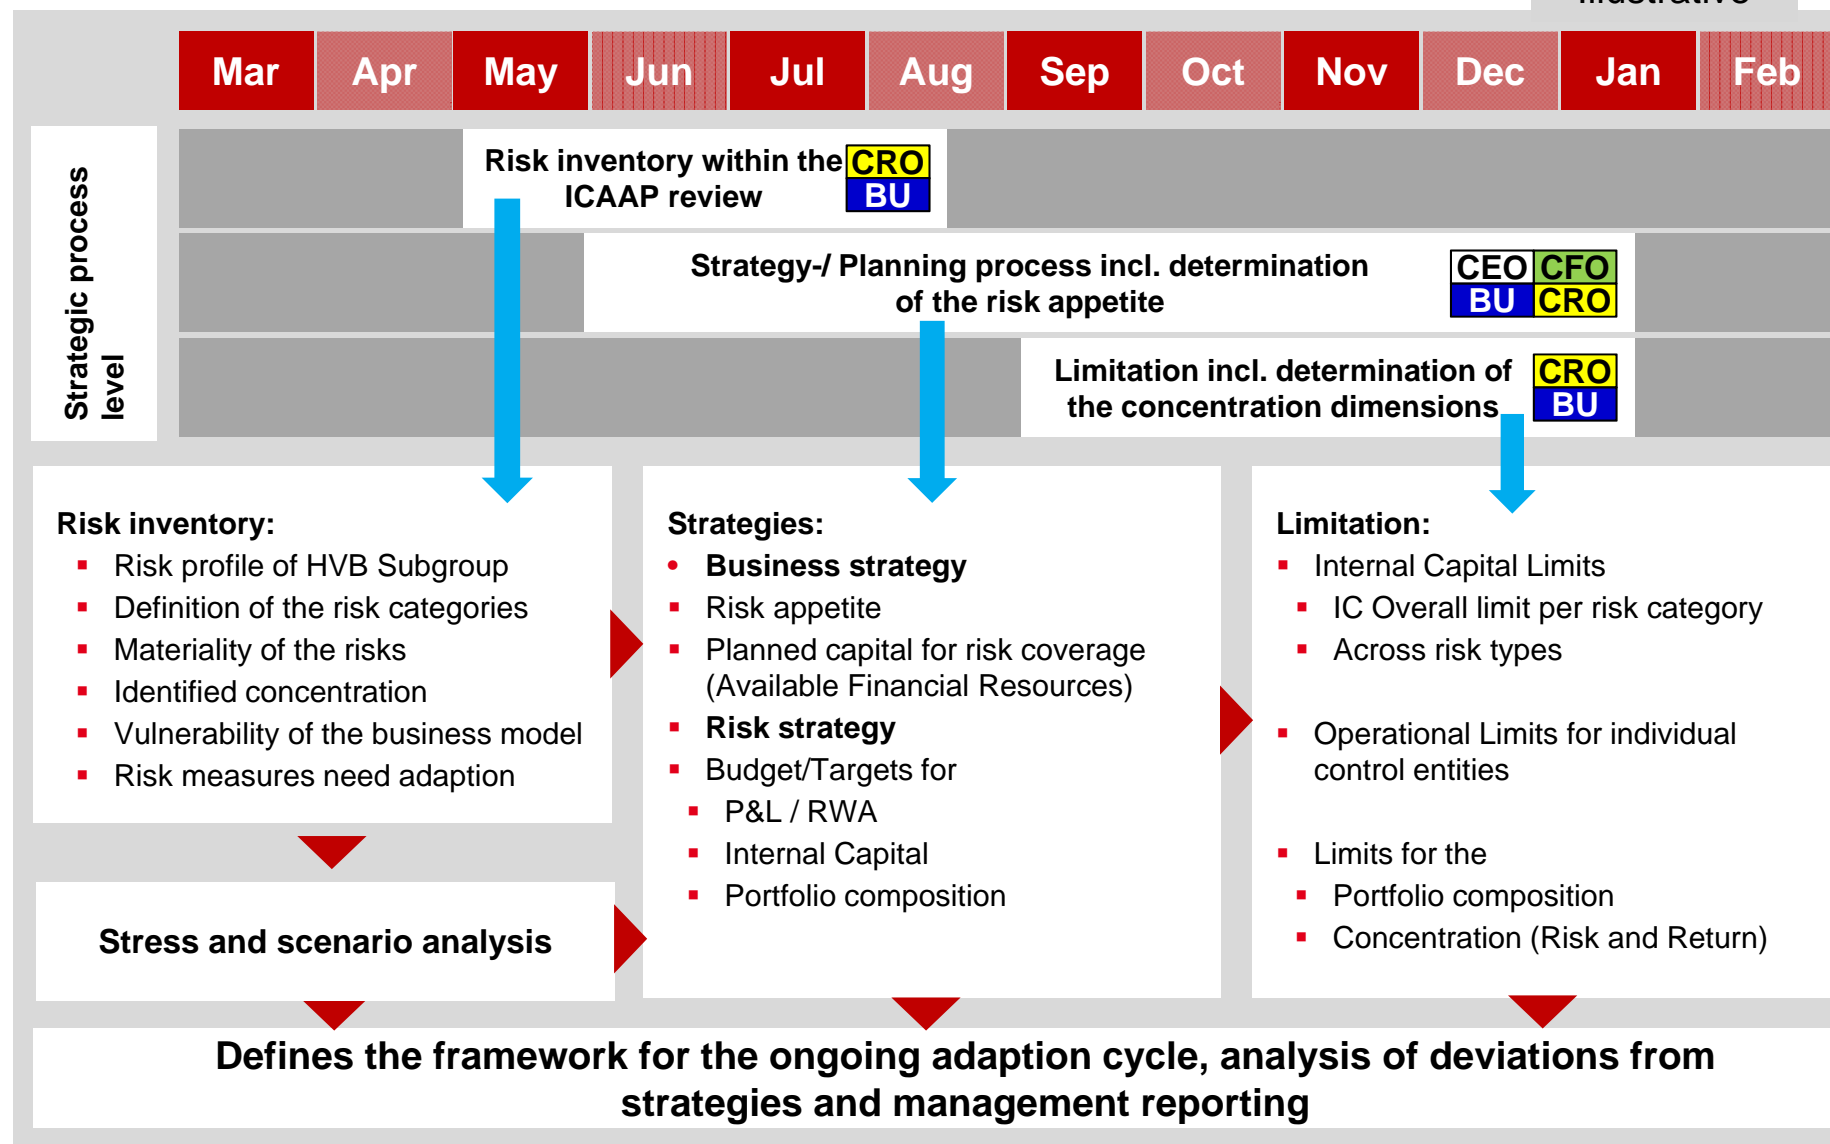 Illustrative
Mar Apr May Jun Jul Aug Sep Oct Nov Dec Jan Feb
Strategic process
level
Risk inventory within the
ICAAP review
CRO
BU
Strategy-/ Planning process incl. determination
of the risk appetite
CEO CFO
BU CRO
Limitation incl. determination of
the concentration dimensions
CRO
BU
Risk inventory:
▪ Risk profile of HVB Subgroup
▪ Definition of the risk categories
▪ Materiality of the risks
▪ Identified concentration
▪ Vulnerability of the business model
▪ Risk measures need adaption
Stress and scenario analysis
Strategies:
• Business strategy
▪ Risk appetite
▪ Planned capital for risk coverage
(Available Financial Resources)
▪ Risk strategy
▪ Budget/Targets for
▪ P&L / RWA
▪ Internal Capital
▪ Portfolio composition
Limitation:
▪ Internal Capital Limits
▪ IC Overall limit per risk category
▪ Across risk types
▪ Operational Limits for individual
control entities
▪ Limits for the
▪ Portfolio composition
▪ Concentration (Risk and Return)
Defines the framework for the ongoing adaption cycle, analysis of deviations from
strategies and management reporting